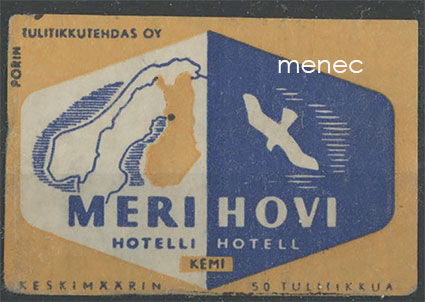 PORIN
TULITIKKUTEHDAS OY
menec
MERI HOVI
HOTELLI HOTELL
KEMI
KESKIMÄÄRIN 50 TULITIKKUA